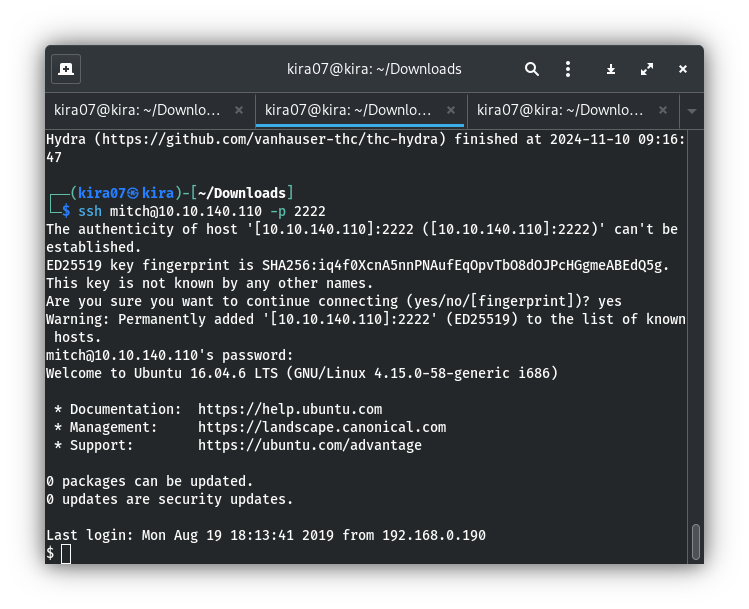 kira07@kira: ~/Downloads
kira07@kira: ~/Downlo... × kira07@kira: ~/Downlo... × kira07@kira: ~/Downlo... ×
Hydra (https://github.com/vanhauser-thc/thc-hydra) finished at 2024-11-10 09:16:
47
┌──(kira07㉿kira)-[~/Downloads]
└─$ ssh mitch@10.10.140.110 -p 2222
The authenticity of host '[10.10.140.110]:2222 ([10.10.140.110]:2222)' can't be
established.
ED25519 key fingerprint is SHA256:iq4f0XcnA5nnPNAufEqOpvTbO8dOJPcHGgmeABEdQ5g.
This key is not known by any other names.
Are you sure you want to continue connecting (yes/no/[fingerprint])? yes
Warning: Permanently added '[10.10.140.110]:2222' (ED25519) to the list of known
hosts.
mitch@10.10.140.110's password:
Welcome to Ubuntu 16.04.6 LTS (GNU/Linux 4.15.0-58-generic i686)
* Documentation:  https://help.ubuntu.com
* Management:     https://landscape.canonical.com
* Support:        https://ubuntu.com/advantage
0 packages can be updated.
0 updates are security updates.
Last login: Mon Aug 19 18:13:41 2019 from 192.168.0.190
$